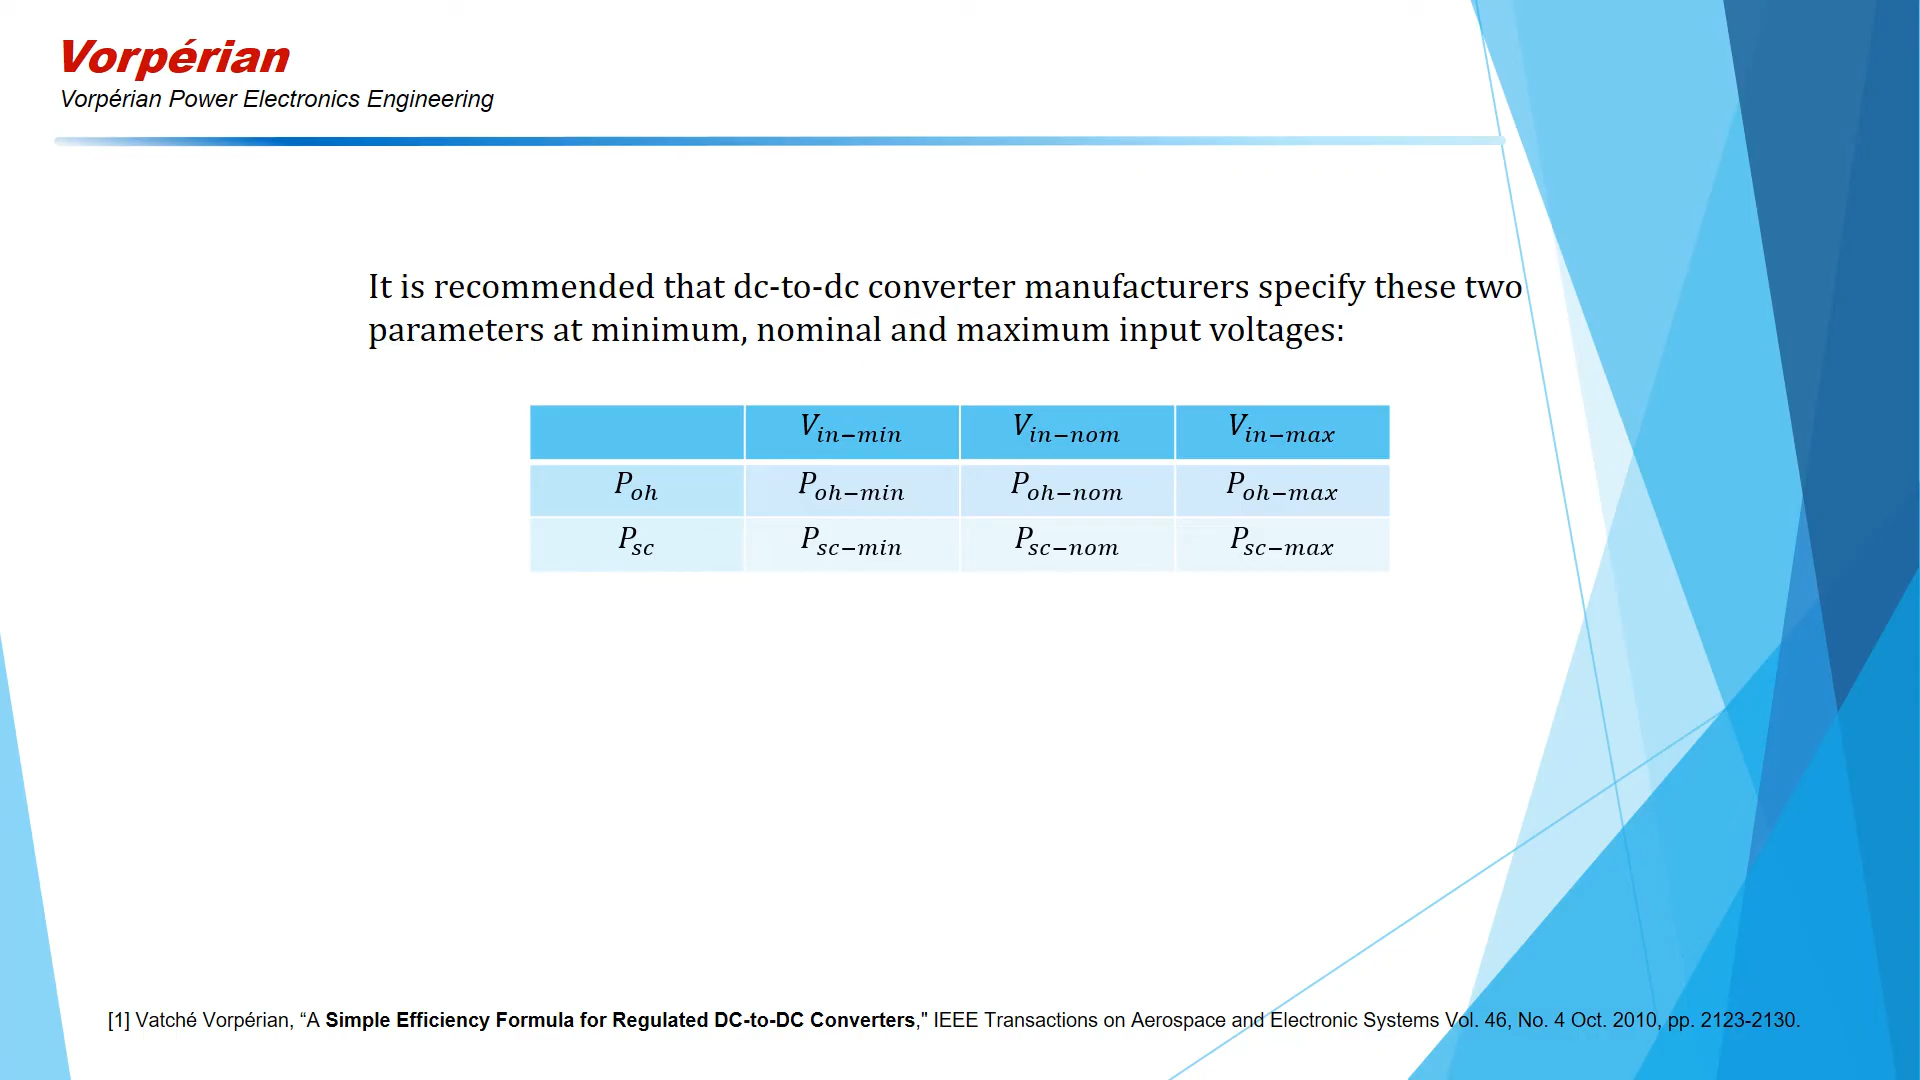 Vorpérian
Vorpérian Power Electronics Engineering
It is recommended that dc-to-dc converter manufacturers specify these two
parameters at minimum, nominal and maximum input voltages:
V_{in−min} V_{in−nom} V_{in−max}
P_{oh} P_{oh−min} P_{oh−nom} P_{oh−max}
P_{sc} P_{sc−min} P_{sc−nom} P_{sc−max}
[1] Vatché Vorpérian, “A Simple Efficiency Formula for Regulated DC-to-DC Converters," IEEE Transactions on Aerospace and Electronic Systems Vol. 46, No. 4 Oct. 2010, pp. 2123-2130.